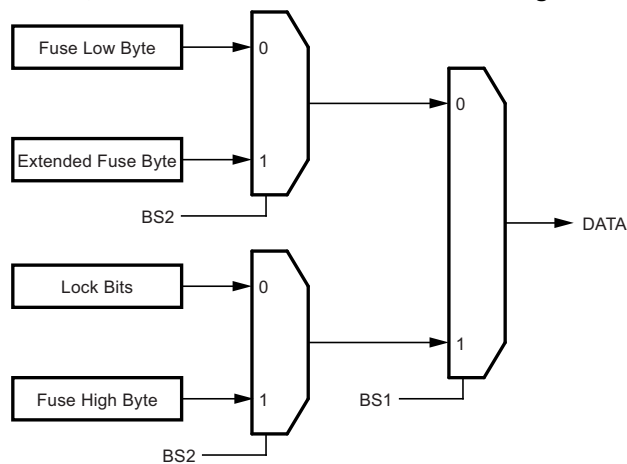 Fuse Low Byte
0
Extended Fuse Byte
1
BS2
0
1
DATA
Lock Bits
0
Fuse High Byte
1
BS1
BS2